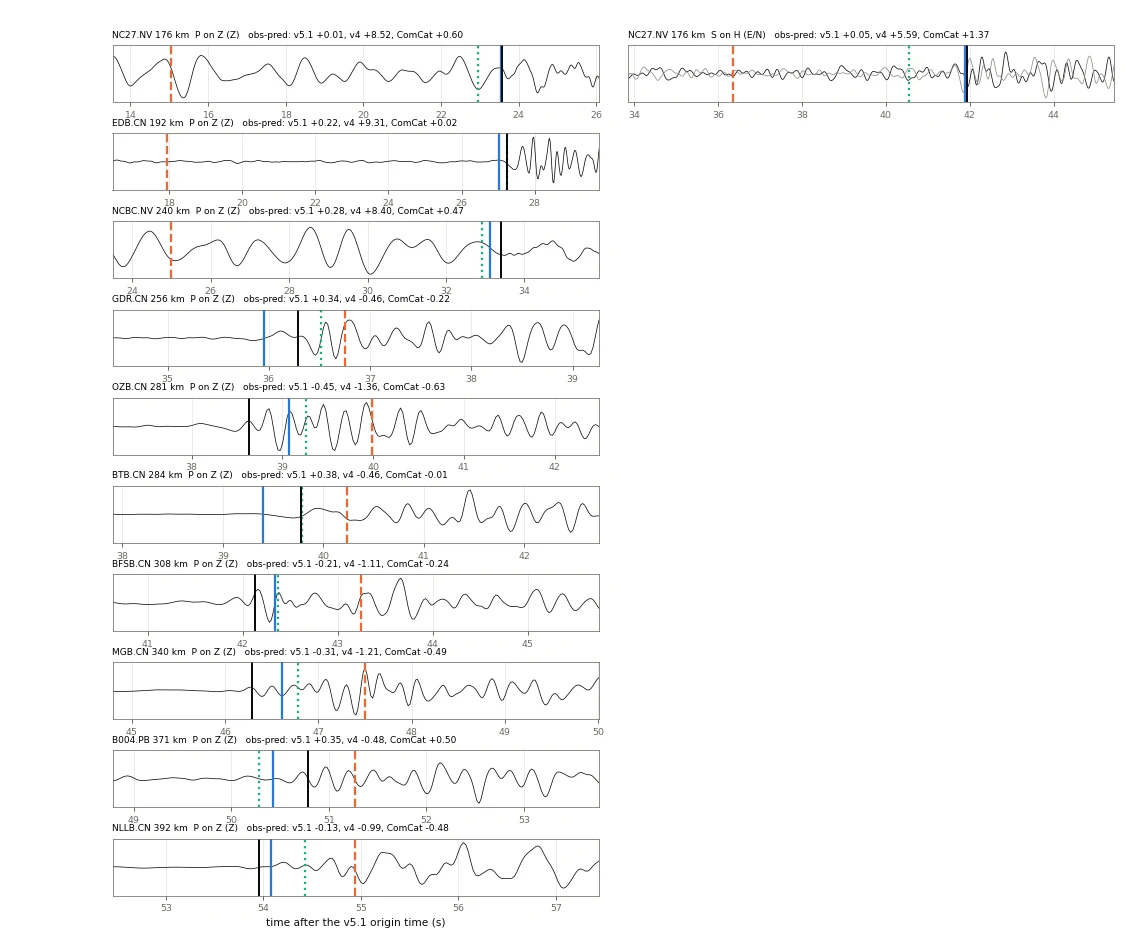 NC27.NV 176 km  P on Z (Z)   obs-pred: v5.1 +0.01, v4 +8.52, ComCat +0.60
14 16 18 20 22 24 26
NC27.NV 176 km  S on H (E/N)   obs-pred: v5.1 +0.05, v4 +5.59, ComCat +1.37
34 36 38 40 42 44
EDB.CN 192 km  P on Z (Z)   obs-pred: v5.1 +0.22, v4 +9.31, ComCat +0.02
18 20 22 24 26 28
NCBC.NV 240 km  P on Z (Z)   obs-pred: v5.1 +0.28, v4 +8.40, ComCat +0.47
24 26 28 30 32 34
GDR.CN 256 km  P on Z (Z)   obs-pred: v5.1 +0.34, v4 -0.46, ComCat -0.22
35 36 37 38 39
OZB.CN 281 km  P on Z (Z)   obs-pred: v5.1 -0.45, v4 -1.36, ComCat -0.63
38 39 40 41 42
BTB.CN 284 km  P on Z (Z)   obs-pred: v5.1 +0.38, v4 -0.46, ComCat -0.01
38 39 40 41 42
BFSB.CN 308 km  P on Z (Z)   obs-pred: v5.1 -0.21, v4 -1.11, ComCat -0.24
41 42 43 44 45
MGB.CN 340 km  P on Z (Z)   obs-pred: v5.1 -0.31, v4 -1.21, ComCat -0.49
45 46 47 48 49 50
B004.PB 371 km  P on Z (Z)   obs-pred: v5.1 +0.35, v4 -0.48, ComCat +0.50
49 50 51 52 53
NLLB.CN 392 km  P on Z (Z)   obs-pred: v5.1 -0.13, v4 -0.99, ComCat -0.48
53 54 55 56 57
time after the v5.1 origin time (s)